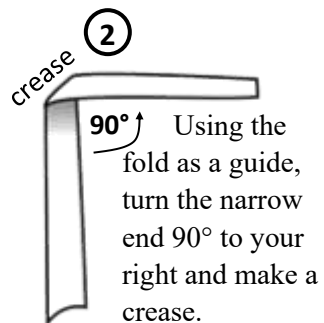 2
crease
90° Using the
fold as a guide,
turn the narrow
end 90° to your
right and make a
crease.